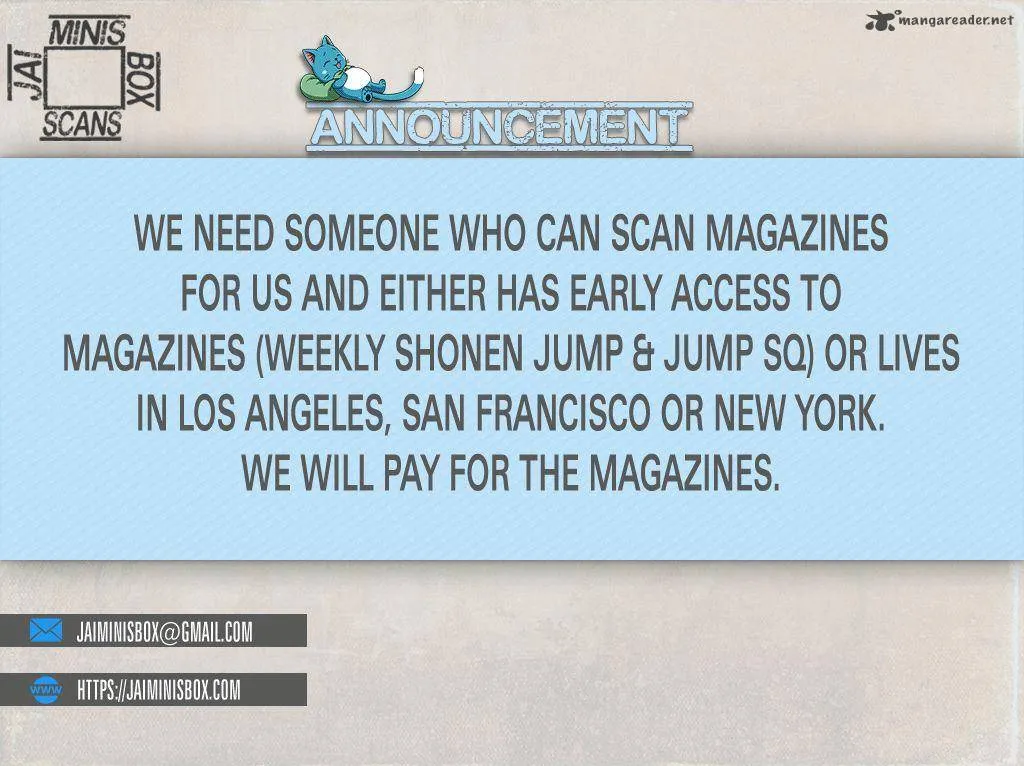 mangareader.net
JAI
MINIS
BOX
SCANS
ANNOUNCEMENT
WE NEED SOMEONE WHO CAN SCAN MAGAZINES
FOR US AND EITHER HAS EARLY ACCESS TO
MAGAZINES (WEEKLY SHONEN JUMP & JUMP SQ) OR LIVES
IN LOS ANGELES, SAN FRANCISCO OR NEW YORK.
WE WILL PAY FOR THE MAGAZINES.
JAIMINISBOX@GMAIL.COM
WWW
HTTPS://JAIMINISBOX.COM